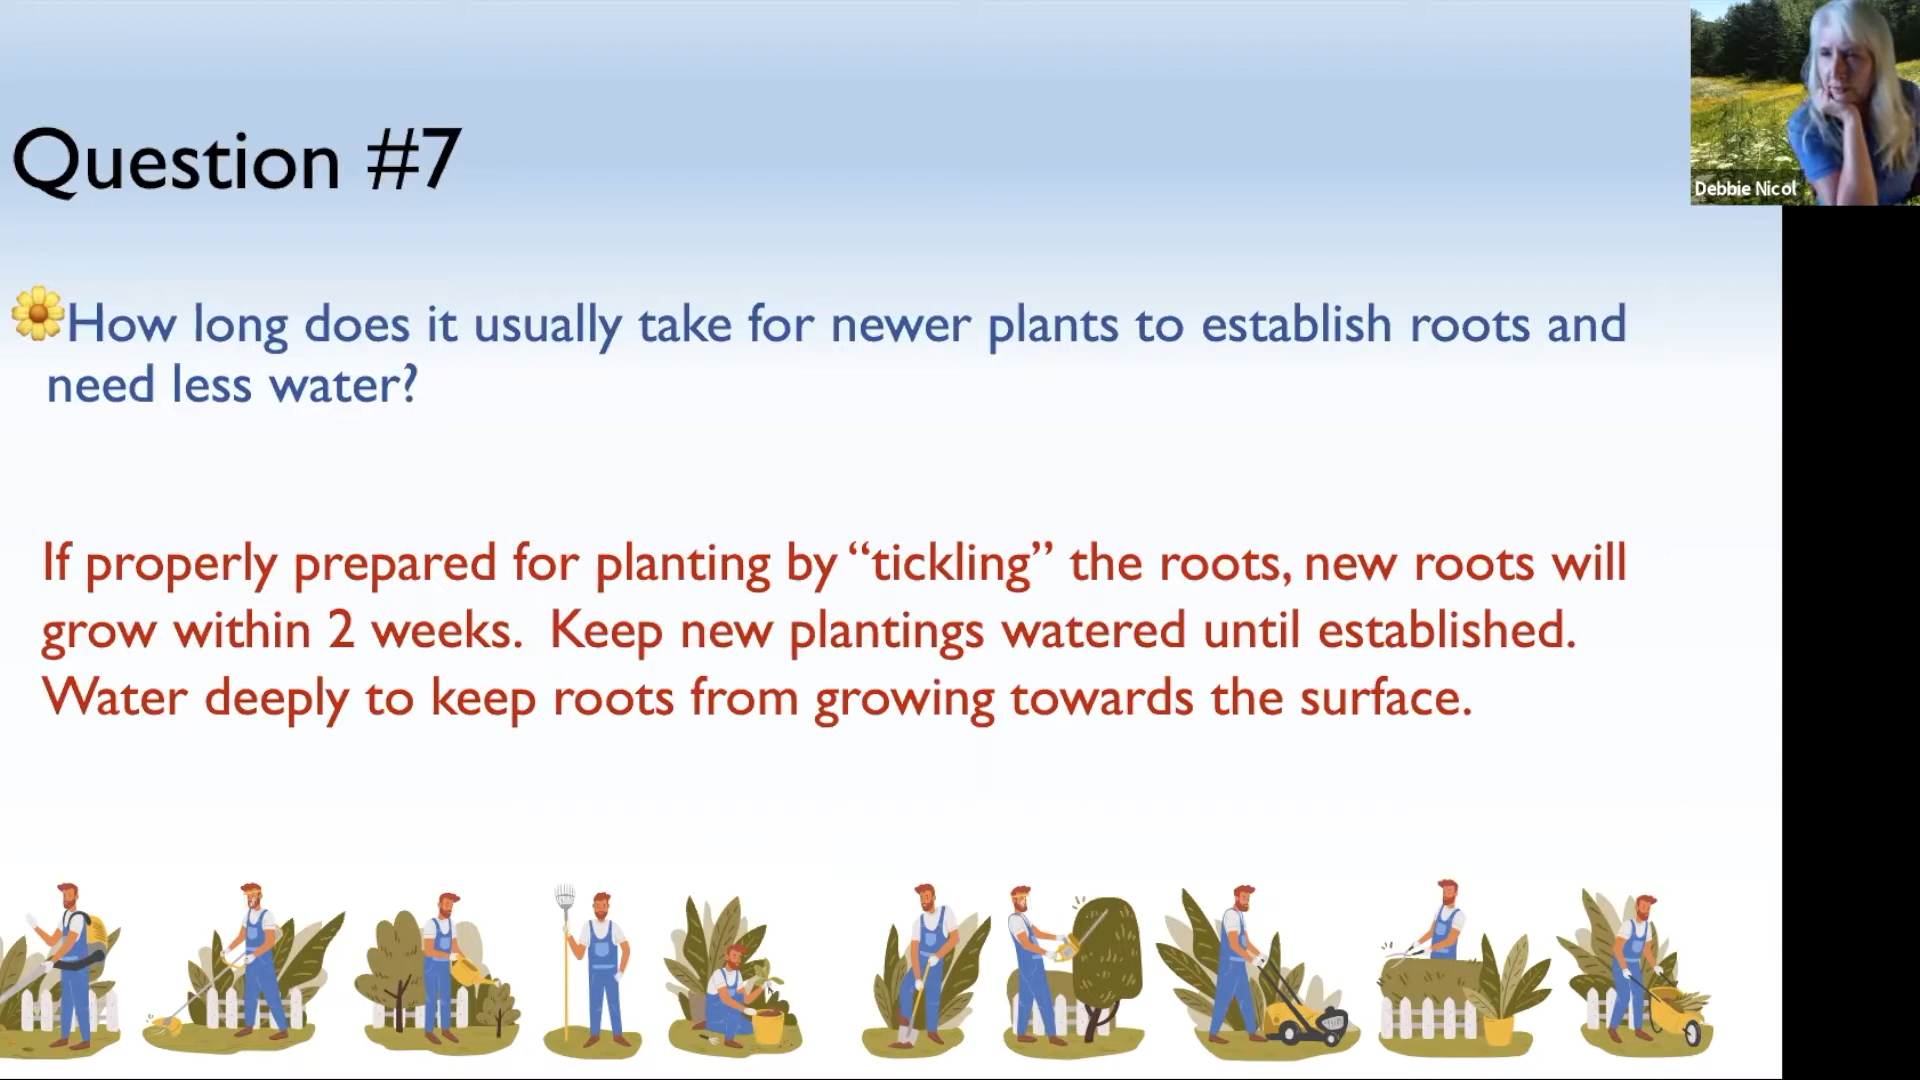 Question #7
How long does it usually take for newer plants to establish roots and
need less water?
If properly prepared for planting by “tickling” the roots, new roots will
grow within 2 weeks.  Keep new plantings watered until established.
Water deeply to keep roots from growing towards the surface.
Debbie Nicol